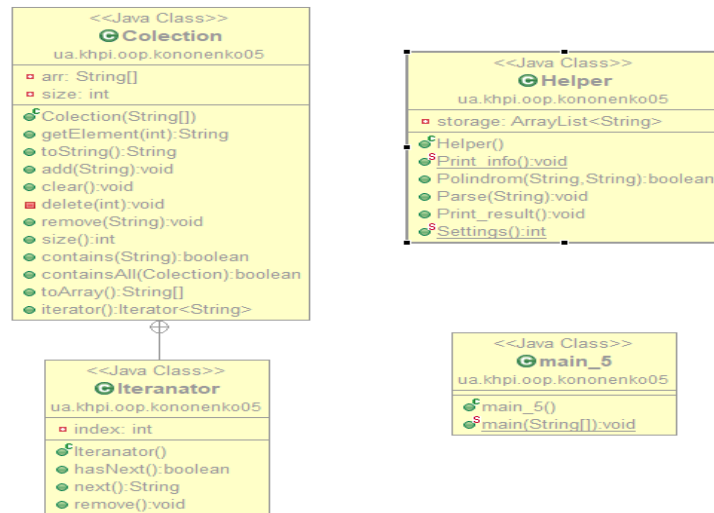 <<Java Class>>
Colection
ua.khpi.oop.kononenko05
arr: String[]
size: int
Colection(String[])
getElement(int):String
toString():String
add(String):void
clear():void
delete(int):void
remove(String):void
size():int
contains(String):boolean
containsAll(Colection):boolean
toArray():String[]
iterator():Iterator<String>
<<Java Class>>
Iteranator
ua.khpi.oop.kononenko05
index: int
Iteranator()
hasNext():boolean
next():String
remove():void
<<Java Class>>
Helper
ua.khpi.oop.kononenko05
storage: ArrayList<String>
Helper()
Print_info():void
Polindrom(String,String):boolean
Parse(String):void
Print_result():void
Settings():int
<<Java Class>>
main_5
ua.khpi.oop.kononenko05
main_5()
main(String[]):void